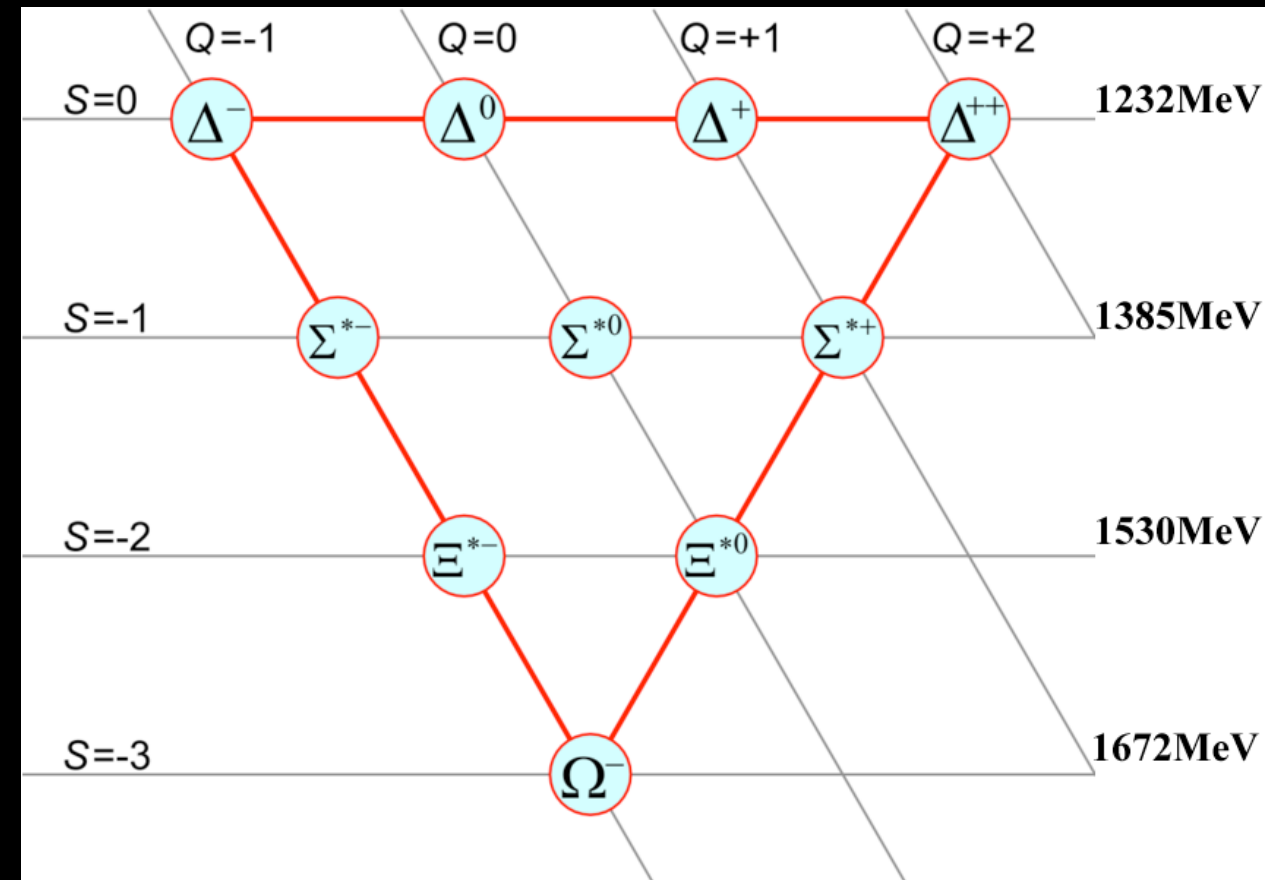 Q=-1 Q=0 Q=+1 Q=+2
S=0 Δ⁻ Δ⁰ Δ⁺ Δ⁺⁺ 1232MeV
S=-1 Σ*⁻ Σ*⁰ Σ*⁺ 1385MeV
S=-2 Ξ*⁻ Ξ*⁰ 1530MeV
S=-3 Ω⁻ 1672MeV